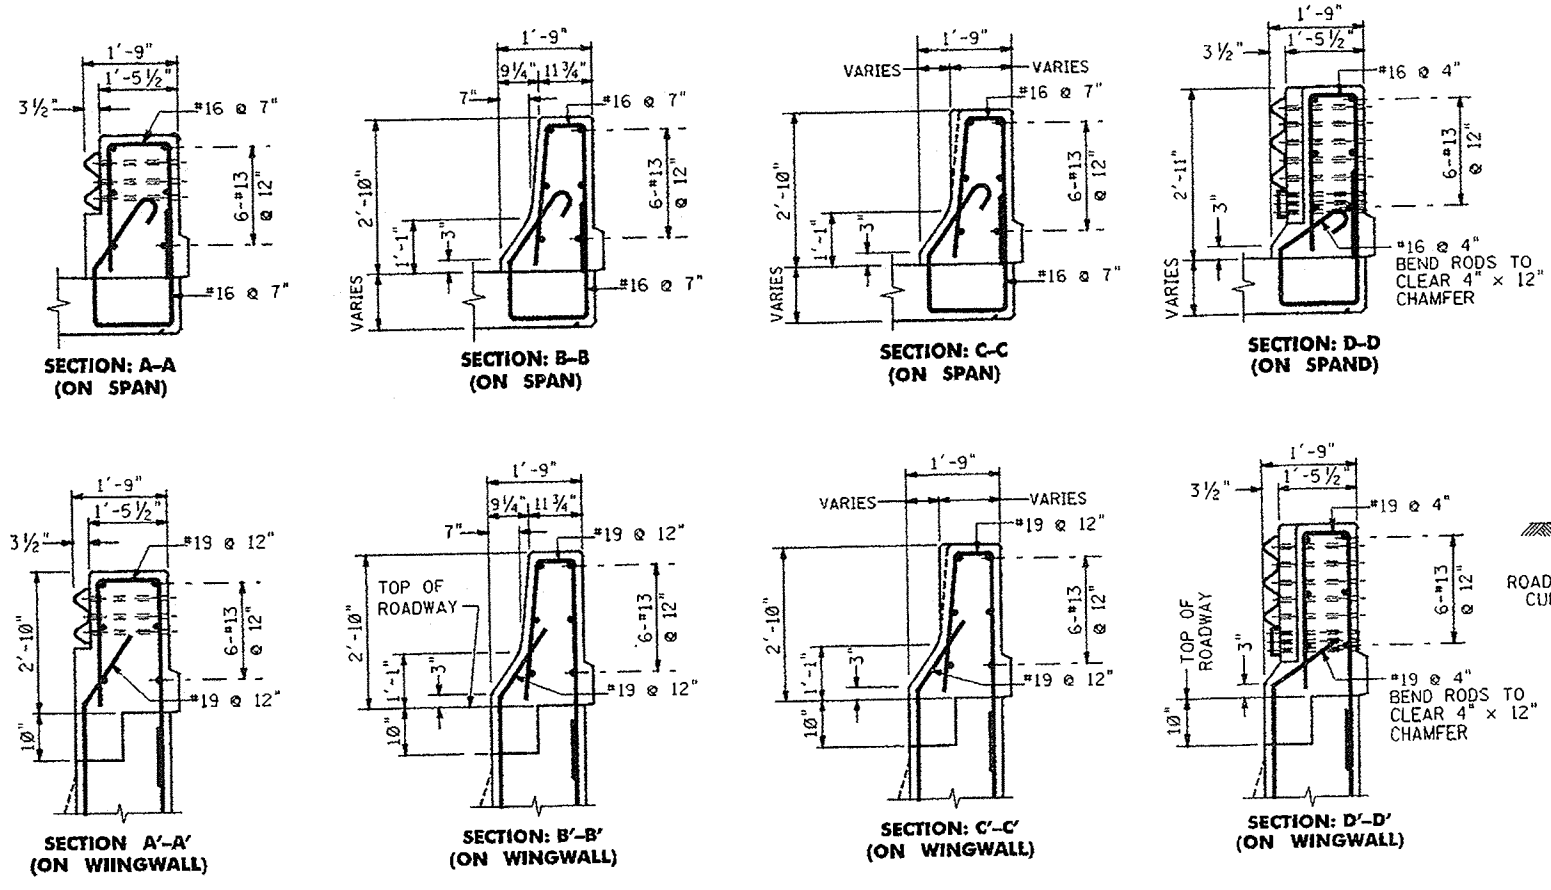 1'-9"
1'-5½"
3½"
#16 @ 7"
6-#13
@ 12"
#16 @ 7"
SECTION: A-A
(ON SPAN)
1'-9"
9¼" 11¾"
7"
#16 @ 7"
2'-10"
1'-1"
3"
6-#13
@ 12"
VARIES
#16 @ 7"
SECTION: B-B
(ON SPAN)
1'-9"
VARIES
VARIES
#16 @ 7"
2'-10"
1'-1"
3"
6-#13
@ 12"
VARIES
#16 @ 7"
SECTION: C-C
(ON SPAN)
1'-9"
1'-5½"
3½"
#16 @ 4"
2'-11"
3"
6-#13
@ 12"
VARIES
#16 @ 4"
BEND RODS TO
CLEAR 4" × 12"
CHAMFER
SECTION: D-D
(ON SPAND)
1'-9"
1'-5½"
3½"
#19 @ 12"
2'-10"
6-#13
@ 12"
10"
#19 @ 12"
SECTION A'-A'
(ON WIINGWALL)
1'-9"
9¼" 11¾"
7"
#19 @ 12"
TOP OF
ROADWAY
2'-10"
1'-1"
3"
6-#13
@ 12"
10"
#19 @ 12"
SECTION: B'-B'
(ON WINGWALL)
1'-9"
VARIES
VARIES
#19 @ 12"
2'-10"
1'-1"
3"
6-#13
@ 12"
10"
#19 @ 12"
SECTION: C'-C'
(ON WINGWALL)
1'-9"
1'-5½"
3½"
#19 @ 4"
TOP OF
ROADWAY
3"
6-#13
@ 12"
10"
#19 @ 4"
BEND RODS TO
CLEAR 4" × 12"
CHAMFER
SECTION: D'-D'
(ON WINGWALL)
ROAD
CU